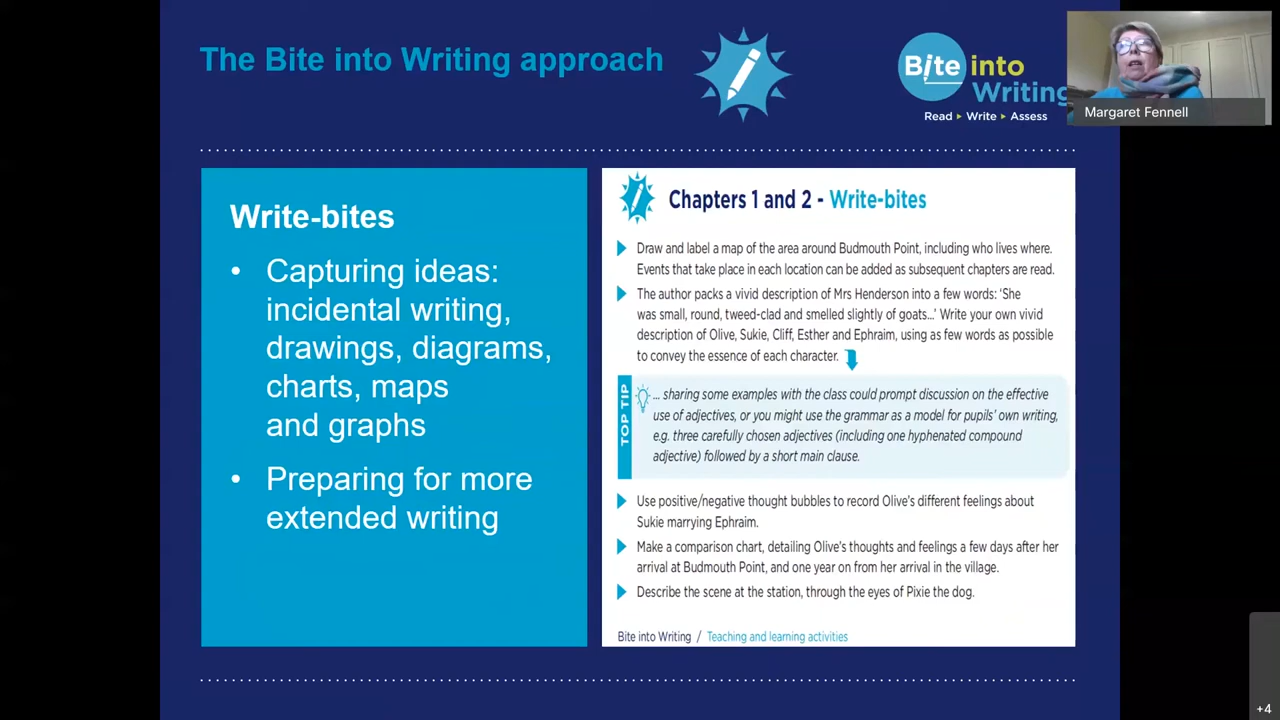 The Bite into Writing approach
Bite into
Writing
Read ▸ Write ▸ Assess
Margaret Fennell
Write-bites
• Capturing ideas:
incidental writing,
drawings, diagrams,
charts, maps
and graphs
• Preparing for more
extended writing
Chapters 1 and 2 - Write-bites
Draw and label a map of the area around Budmouth Point, including who lives where.
Events that take place in each location can be added as subsequent chapters are read.
The author packs a vivid description of Mrs Henderson into a few words: ‘She
was small, round, tweed-clad and smelled slightly of goats...’ Write your own vivid
description of Olive, Sukie, Cliff, Esther and Ephraim, using as few words as possible
to convey the essence of each character.
TOP TIP
... sharing some examples with the class could prompt discussion on the effective
use of adjectives, or you might use the grammar as a model for pupils’ own writing,
e.g. three carefully chosen adjectives (including one hyphenated compound
adjective) followed by a short main clause.
Use positive/negative thought bubbles to record Olive’s different feelings about
Sukie marrying Ephraim.
Make a comparison chart, detailing Olive’s thoughts and feelings a few days after her
arrival at Budmouth Point, and one year on from her arrival in the village.
Describe the scene at the station, through the eyes of Pixie the dog.
Bite into Writing / Teaching and learning activities
+4